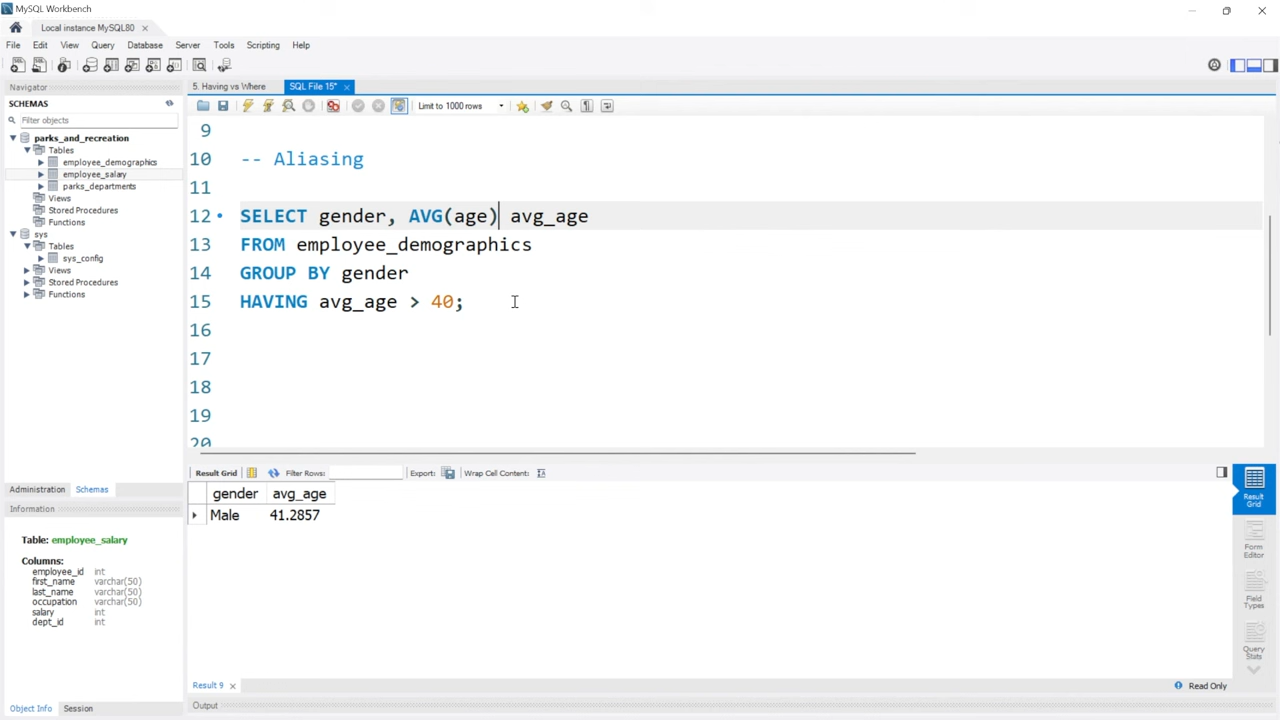 MySQL Workbench
Local instance MySQL80
File Edit View Query Database Server Tools Scripting Help
Navigator
SCHEMAS
Filter objects
parks_and_recreation
Tables
employee_demographics
employee_salary
parks_departments
Views
Stored Procedures
Functions
sys
Tables
sys_config
Views
Stored Procedures
Functions
Administration Schemas
Information
Table: employee_salary
Columns:
employee_id int
first_name varchar(50)
last_name varchar(50)
occupation varchar(50)
salary int
dept_id int
Object Info Session
5. Having vs Where SQL File 15*
Limit to 1000 rows
9
10 -- Aliasing
11
12 SELECT gender, AVG(age) avg_age
13 FROM employee_demographics
14 GROUP BY gender
15 HAVING avg_age > 40;
16
17
18
19
20
Result Grid Filter Rows: Export: Wrap Cell Content:
gender avg_age
Male 41.2857
Result Grid
Form Editor
Field Types
Query Stats
Result 9 Read Only
Output